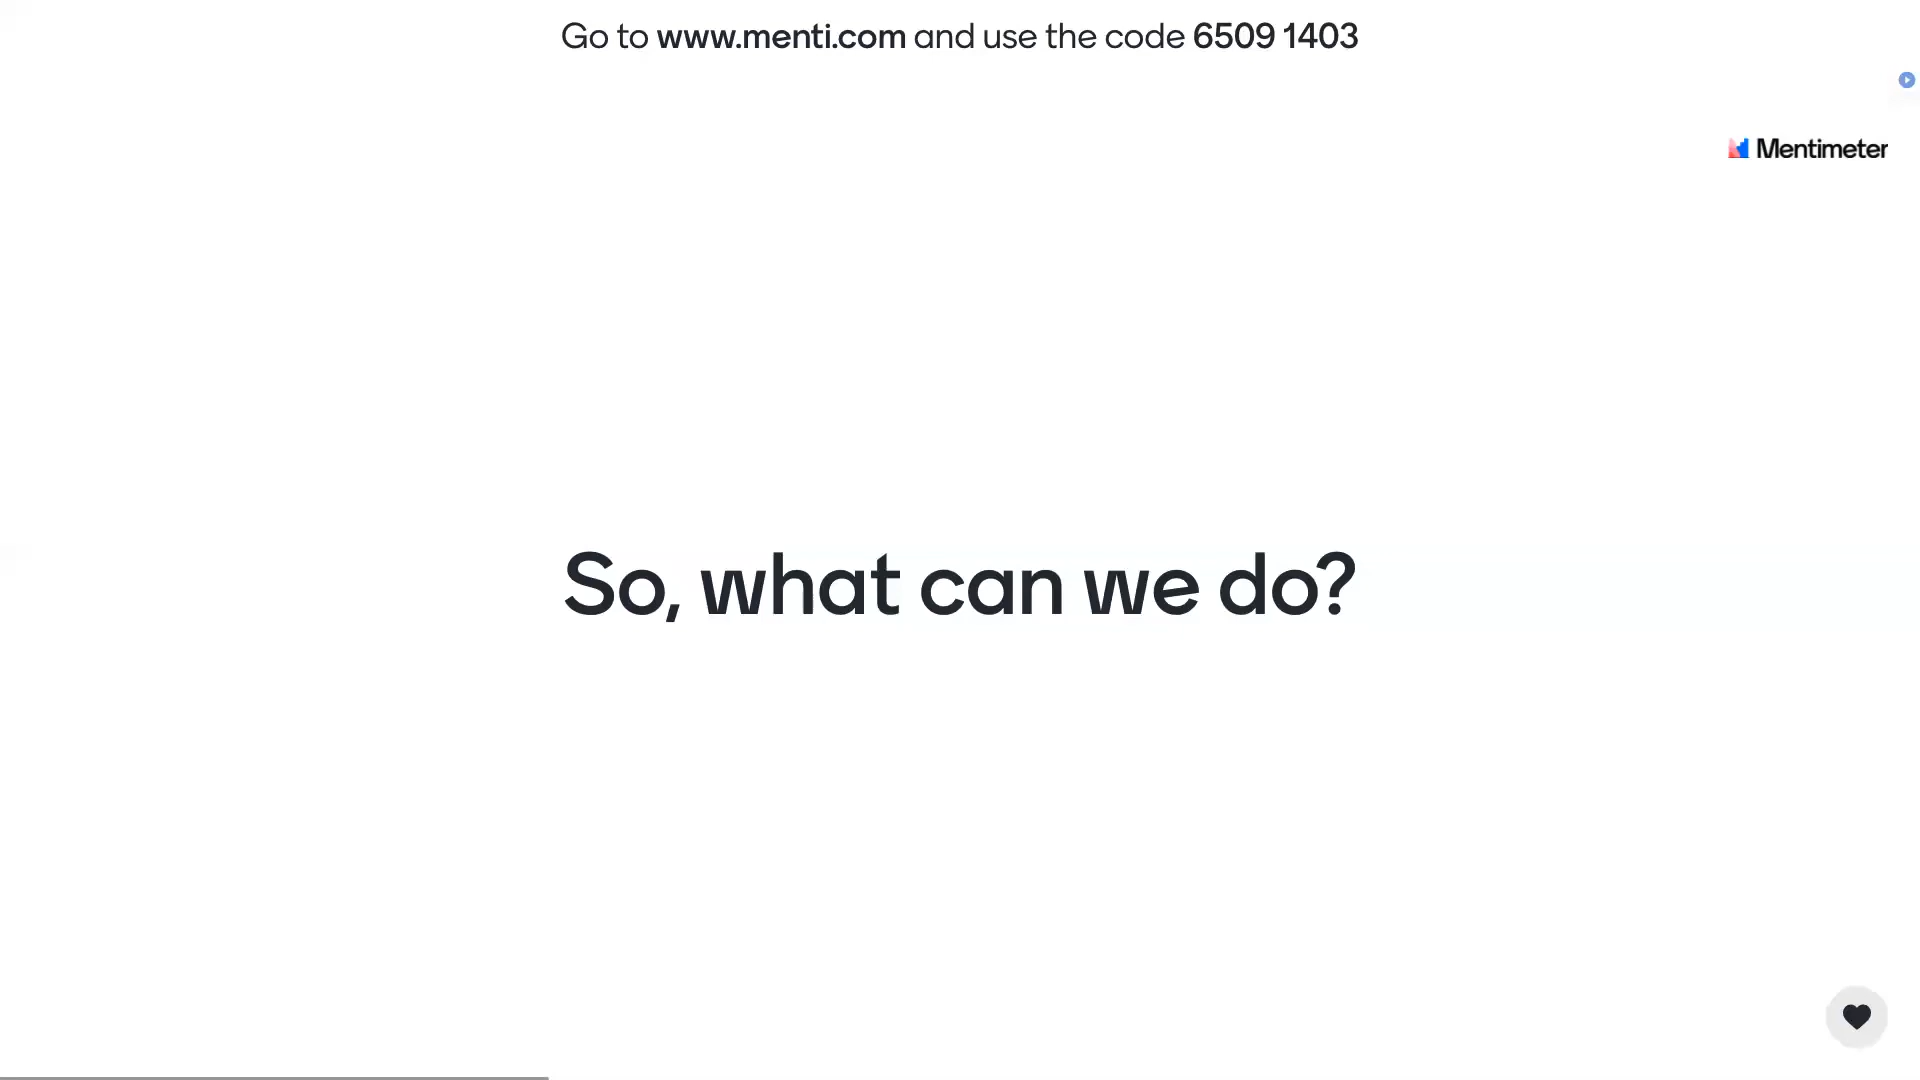 Go to www.menti.com and use the code 6509 1403
Mentimeter
So, what can we do?